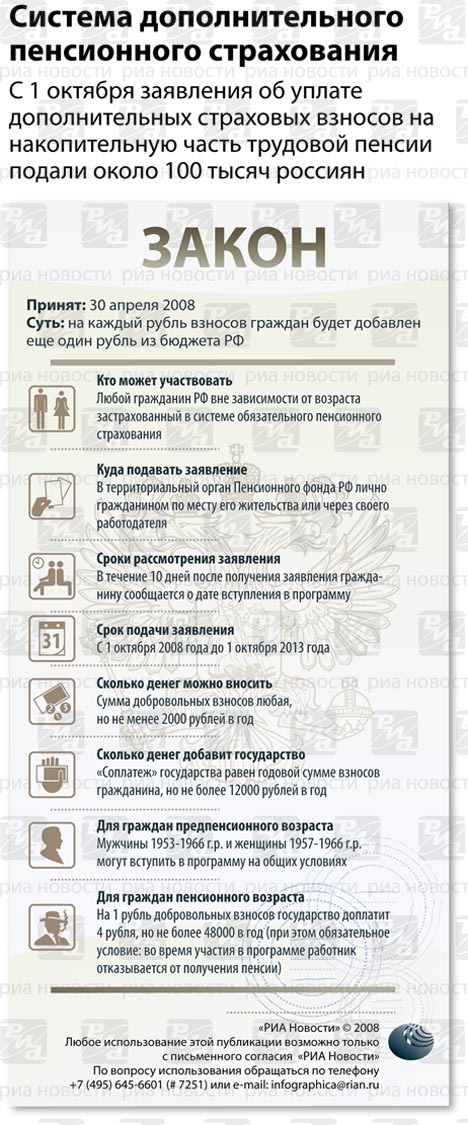 Система дополнительного
пенсионного страхования
С 1 октября заявления об уплате
дополнительных страховых взносов на
накопительную часть трудовой пенсии
подали около 100 тысяч россиян
ЗАКОН
Принят: 30 апреля 2008
Суть: на каждый рубль взносов граждан будет добавлен
еще один рубль из бюджета РФ
Кто может участвовать
Любой гражданин РФ вне зависимости от возраста
застрахованный в системе обязательного пенсионного
страхования
Куда подавать заявление
В территориальный орган Пенсионного фонда РФ лично
гражданином по месту его жительства или через своего
работодателя
Сроки рассмотрения заявления
В течение 10 дней после получения заявления гражда-
нину сообщается о дате вступления в программу
31
Срок подачи заявления
С 1 октября 2008 года до 1 октября 2013 года
Сколько денег можно вносить
Сумма добровольных взносов любая,
но не менее 2000 рублей в год
Сколько денег добавит государство
«Соплатеж» государства равен годовой сумме взносов
гражданина, но не более 12000 рублей в год
Для граждан предпенсионного возраста
Мужчины 1953-1966 г.р. и женщины 1957-1966 г.р.
могут вступить в программу на общих условиях
Для граждан пенсионного возраста
На 1 рубль добровольных взносов государство доплатит
4 рубля, но не более 48000 в год (при этом обязательное
условие: во время участия в программе работник
отказывается от получения пенсии)
«РИА Новости» © 2008
Любое использование этой публикации возможно только
с письменного согласия «РИА Новости»
По вопросу использования обращаться по телефону
+7 (495) 645-6601 (# 7251) или e-mail: infographica@rian.ru